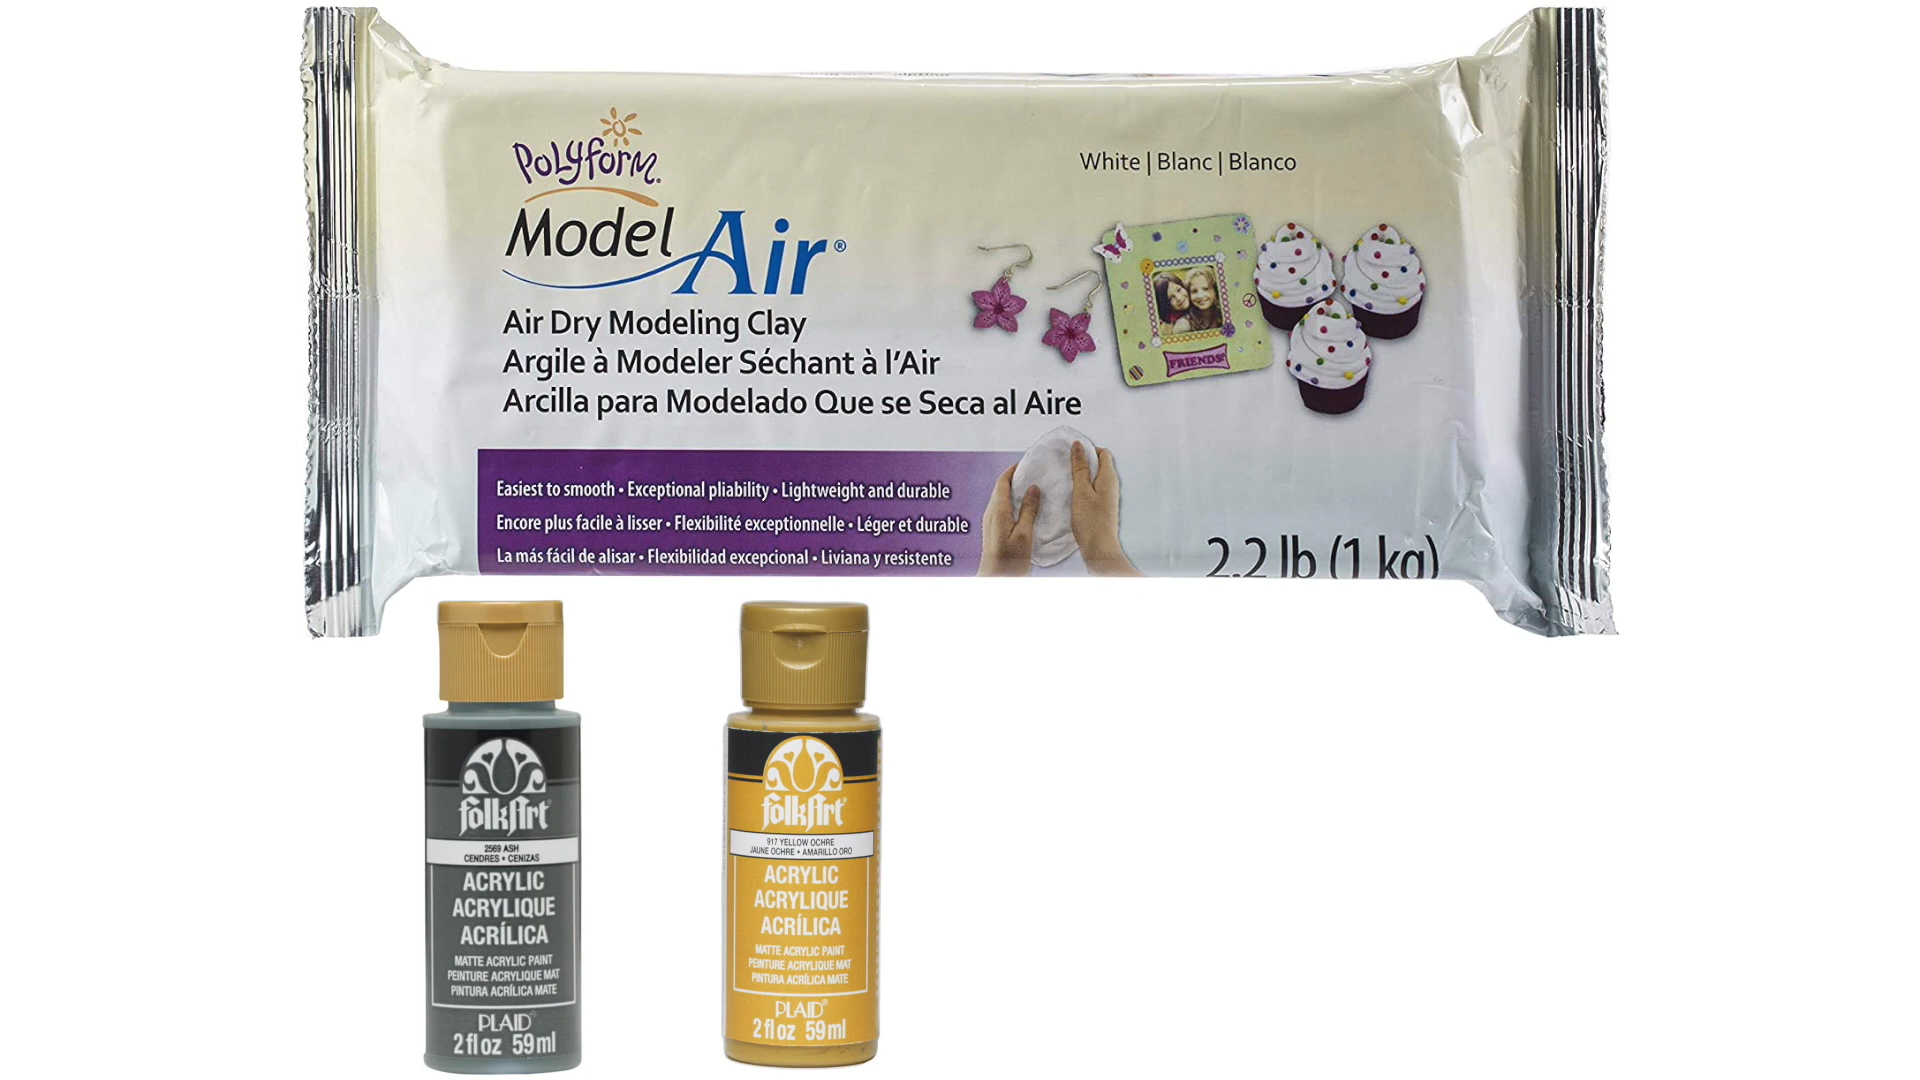 Polyform®
Model Air®
White | Blanc | Blanco
Air Dry Modeling Clay
Argile à Modeler Séchant à l'Air
Arcilla para Modelado Que se Seca al Aire
FRIENDS!
Easiest to smooth • Exceptional pliability • Lightweight and durable
Encore plus facile à lisser • Flexibilité exceptionnelle • Léger et durable
La más fácil de alisar • Flexibilidad excepcional • Liviana y resistente
2.2 lb (1 kg)
folkArt®
2569 ASH
CENDRES • CENIZAS
ACRYLIC
ACRYLIQUE
ACRÍLICA
MATTE ACRYLIC PAINT
PEINTURE ACRYLIQUE MAT
PINTURA ACRÍLICA MATE
PLAID®
2 fl oz 59 ml
folkArt®
917 YELLOW OCHRE
JAUNE OCHRE • AMARILLO ORO
ACRYLIC
ACRYLIQUE
ACRÍLICA
MATTE ACRYLIC PAINT
PEINTURE ACRYLIQUE MAT
PINTURA ACRÍLICA MATE
PLAID®
2 fl oz 59 ml